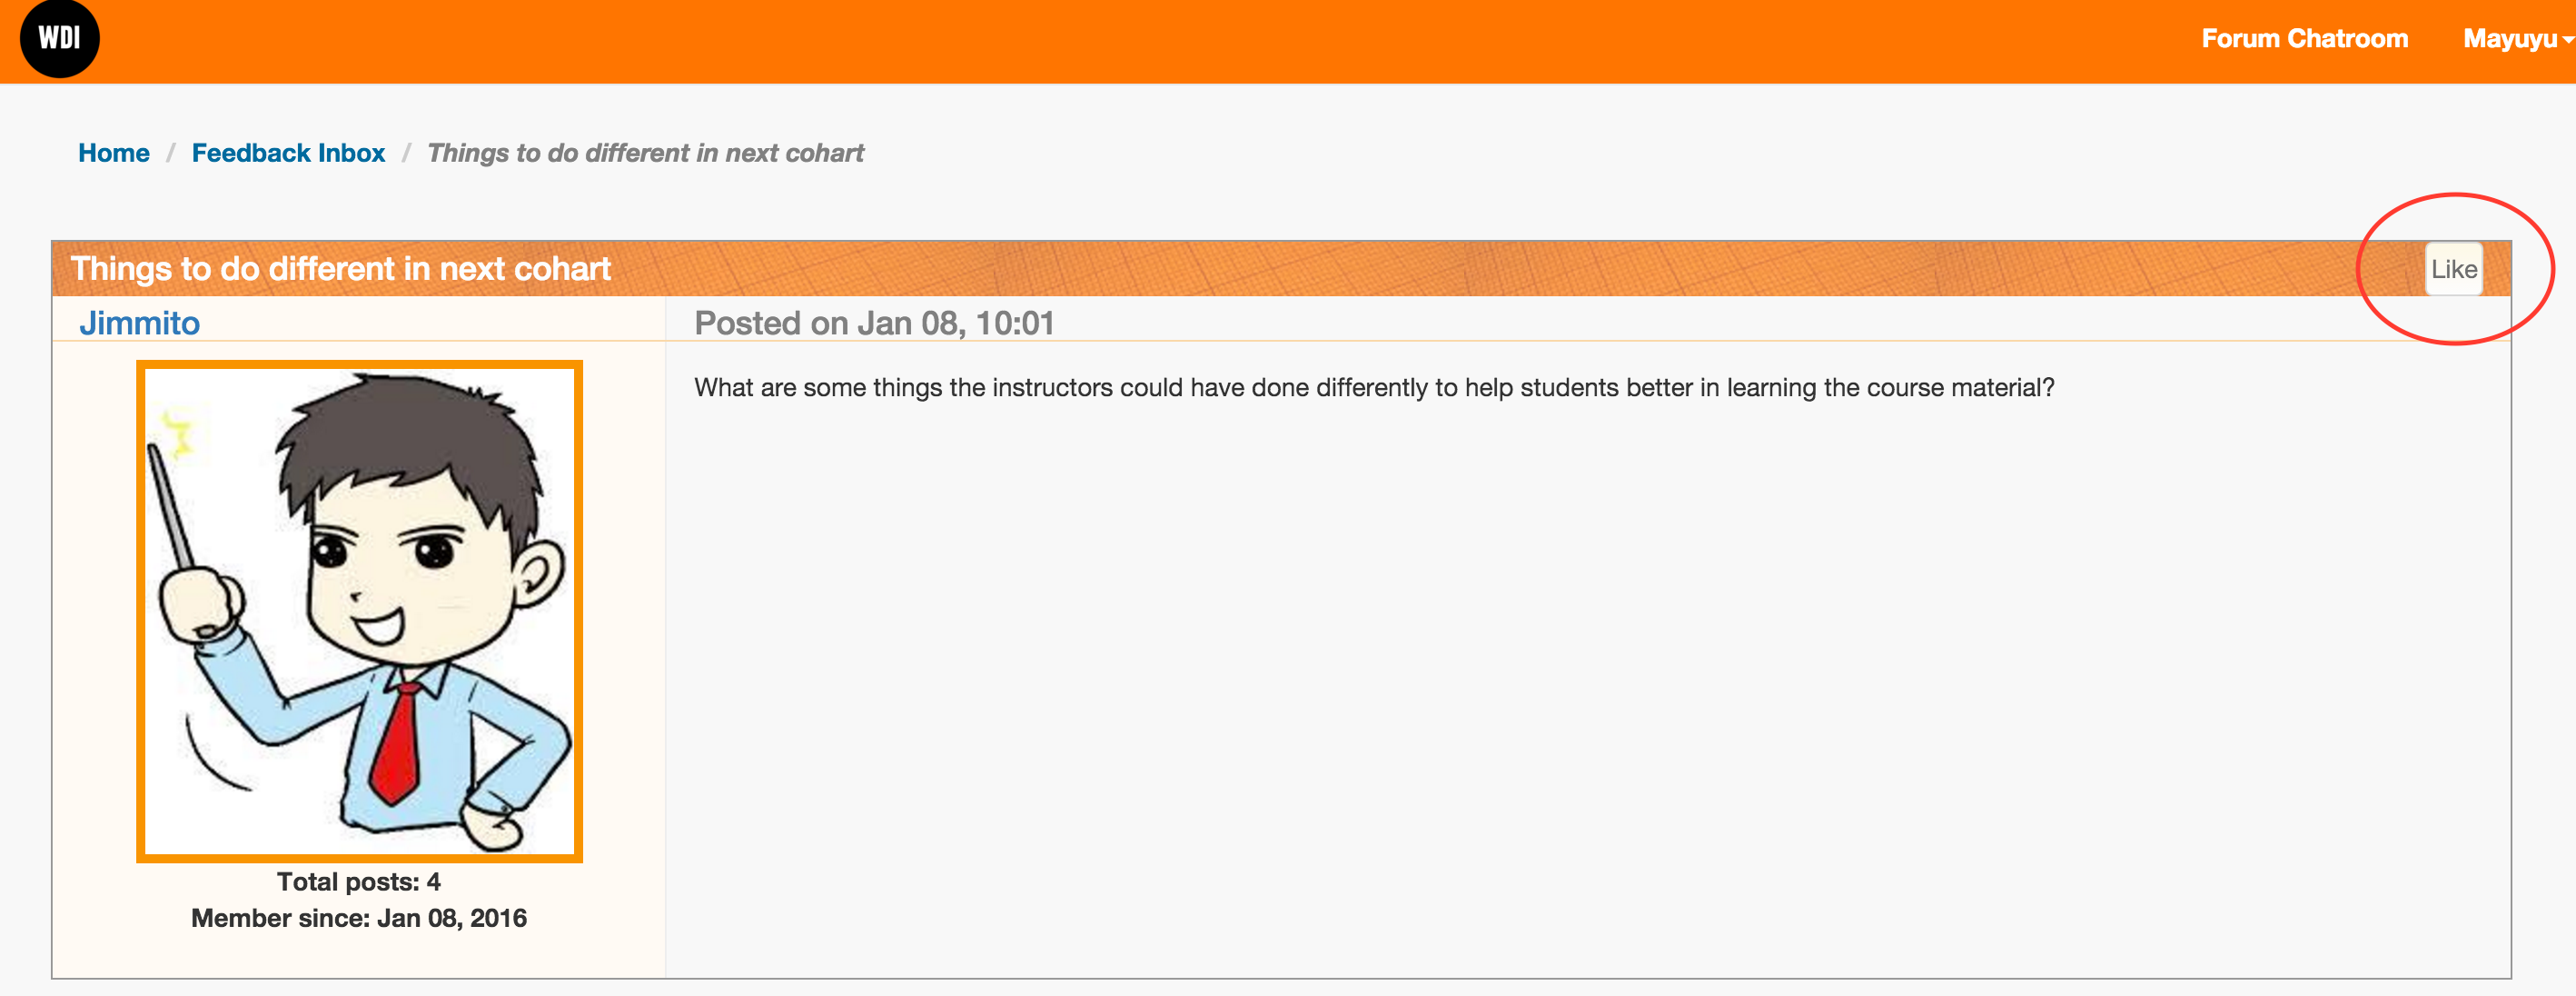 WDI
Forum Chatroom Mayuyu
Home / Feedback Inbox / Things to do different in next cohart
Things to do different in next cohart
Like
Jimmito
Posted on Jan 08, 10:01
What are some things the instructors could have done differently to help students better in learning the course material?
Total posts: 4
Member since: Jan 08, 2016